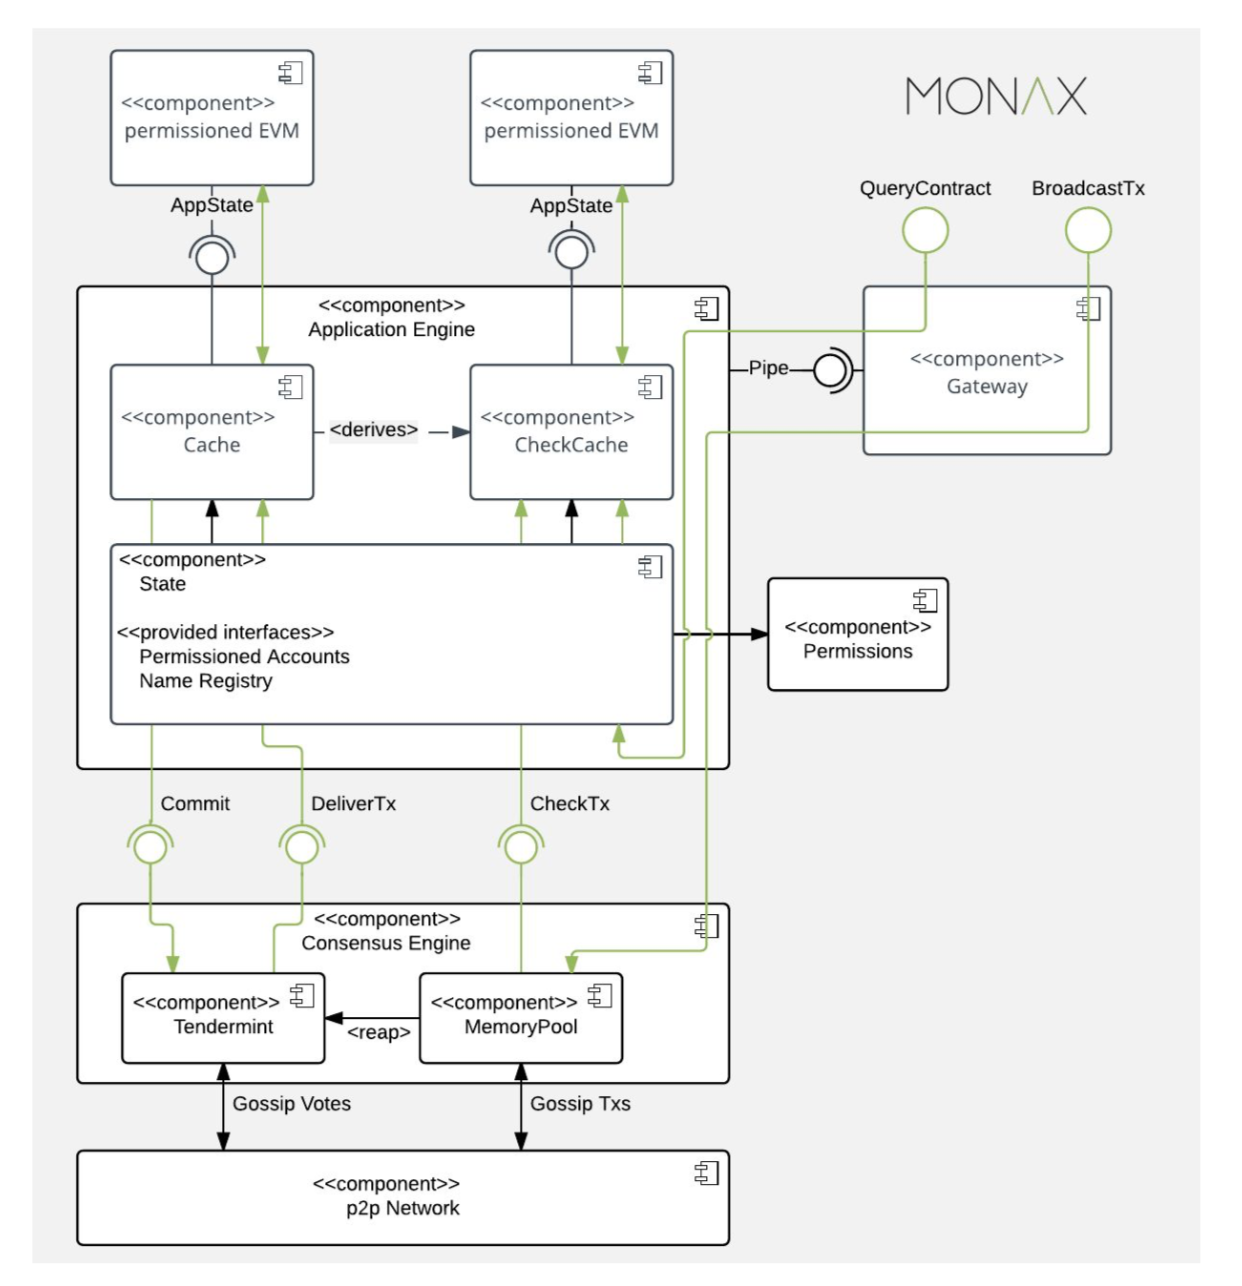 <<component>>
permissioned EVM
<<component>>
permissioned EVM
MONAX
AppState
AppState
QueryContract
BroadcastTx
<<component>>
Application Engine
Pipe
<<component>>
Gateway
<<component>>
Cache
<derives>
<<component>>
CheckCache
<<component>>
State
<<provided interfaces>>
Permissioned Accounts
Name Registry
<<component>>
Permissions
Commit
DeliverTx
CheckTx
<<component>>
Consensus Engine
<<component>>
Tendermint
<reap>
<<component>>
MemoryPool
Gossip Votes
Gossip Txs
<<component>>
p2p Network